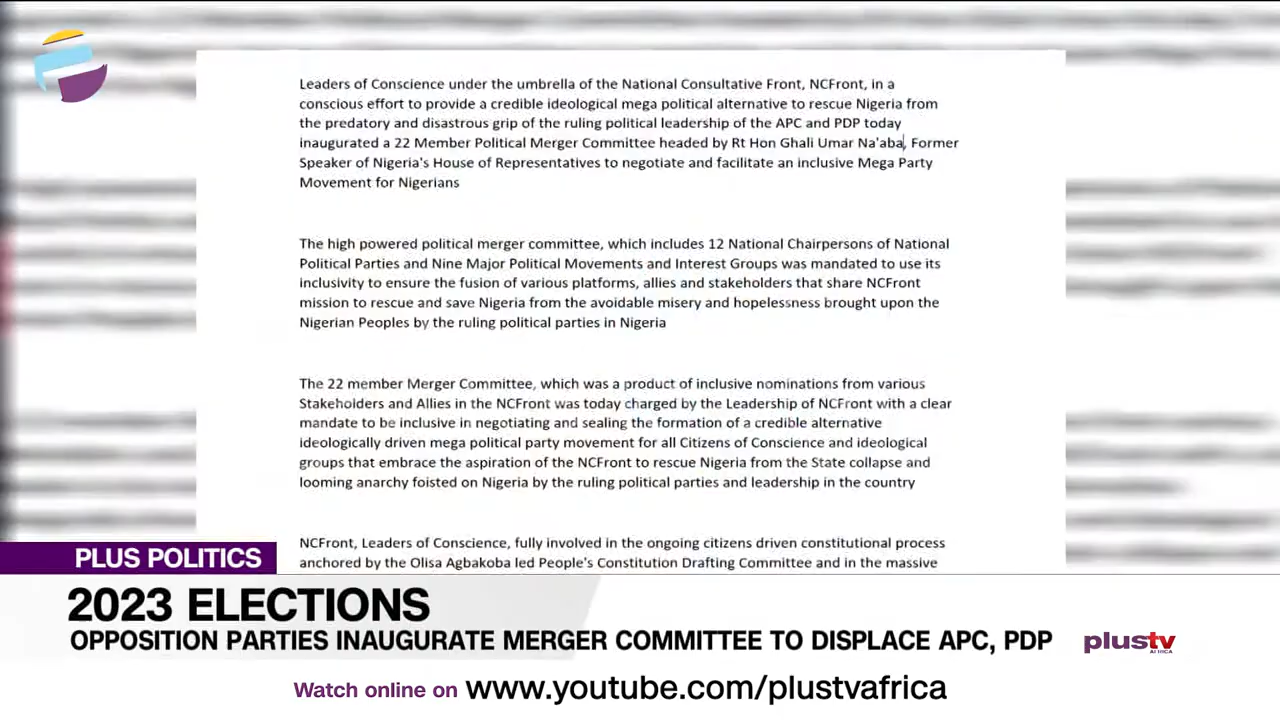 Leaders of Conscience under the umbrella of the National Consultative Front, NCFront, in a
conscious effort to provide a credible ideological mega political alternative to rescue Nigeria from
the predatory and disastrous grip of the ruling political leadership of the APC and PDP today
inaugurated a 22 Member Political Merger Committee headed by Rt Hon Ghali Umar Na'aba, Former
Speaker of Nigeria's House of Representatives to negotiate and facilitate an inclusive Mega Party
Movement for Nigerians
The high powered political merger committee, which includes 12 National Chairpersons of National
Political Parties and Nine Major Political Movements and Interest Groups was mandated to use its
inclusivity to ensure the fusion of various platforms, allies and stakeholders that share NCFront
mission to rescue and save Nigeria from the avoidable misery and hopelessness brought upon the
Nigerian Peoples by the ruling political parties in Nigeria
The 22 member Merger Committee, which was a product of inclusive nominations from various
Stakeholders and Allies in the NCFront was today charged by the Leadership of NCFront with a clear
mandate to be inclusive in negotiating and sealing the formation of a credible alternative
ideologically driven mega political party movement for all Citizens of Conscience and ideological
groups that embrace the aspiration of the NCFront to rescue Nigeria from the State collapse and
looming anarchy foisted on Nigeria by the ruling political parties and leadership in the country
NCFront, Leaders of Conscience, fully involved in the ongoing citizens driven constitutional process
anchored by the Olisa Agbakoba led People's Constitution Drafting Committee and in the massive
PLUS POLITICS
2023 ELECTIONS
OPPOSITION PARTIES INAUGURATE MERGER COMMITTEE TO DISPLACE APC, PDP
plustv
AFRICA
Watch online on www.youtube.com/plustvafrica